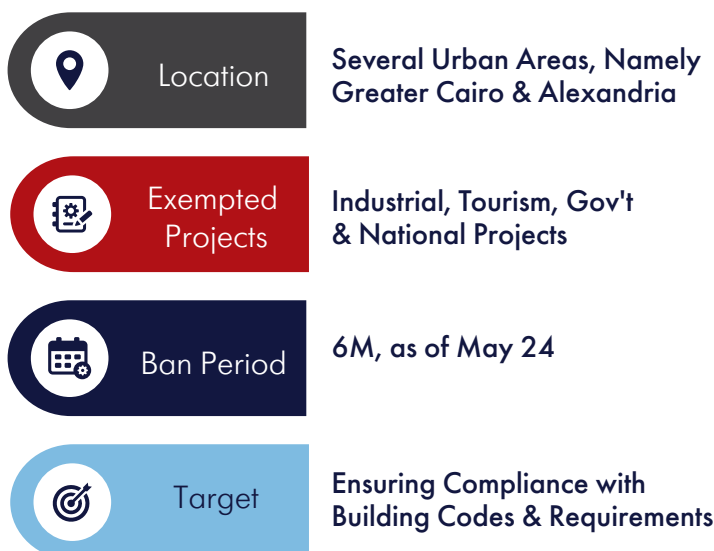 Location
Several Urban Areas, Namely
Greater Cairo & Alexandria
Exempted
Projects
Industrial, Tourism, Gov't
& National Projects
Ban Period
6M, as of May 24
Target
Ensuring Compliance with
Building Codes & Requirements